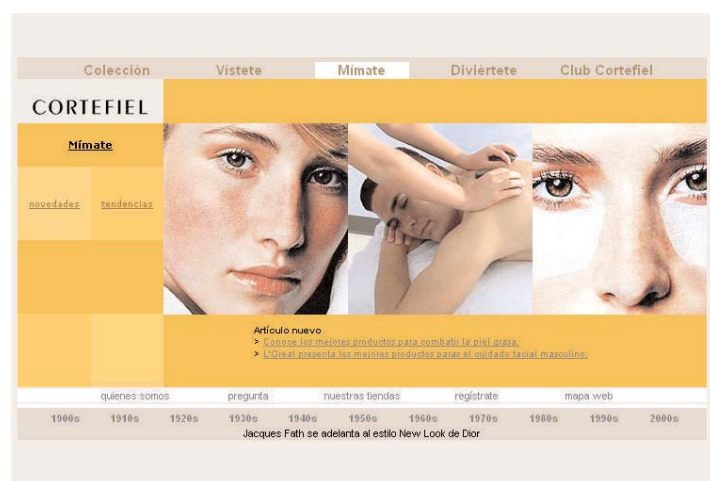 Colección Vístete Mímate Diviértete Club Cortefiel
CORTEFIEL
Mímate
novedades tendencias
Artículo nuevo
> Conoce los mejores productos para combatir la piel grasa.
> L'Oreal presenta los mejores productos paras el cuidado facial masculino.
quienes somos pregunta nuestras tiendas regístrate mapa web
1900s 1910s 1920s 1930s 1940s 1950s 1960s 1970s 1980s 1990s 2000s
Jacques Fath se adelanta al estilo New Look de Dior